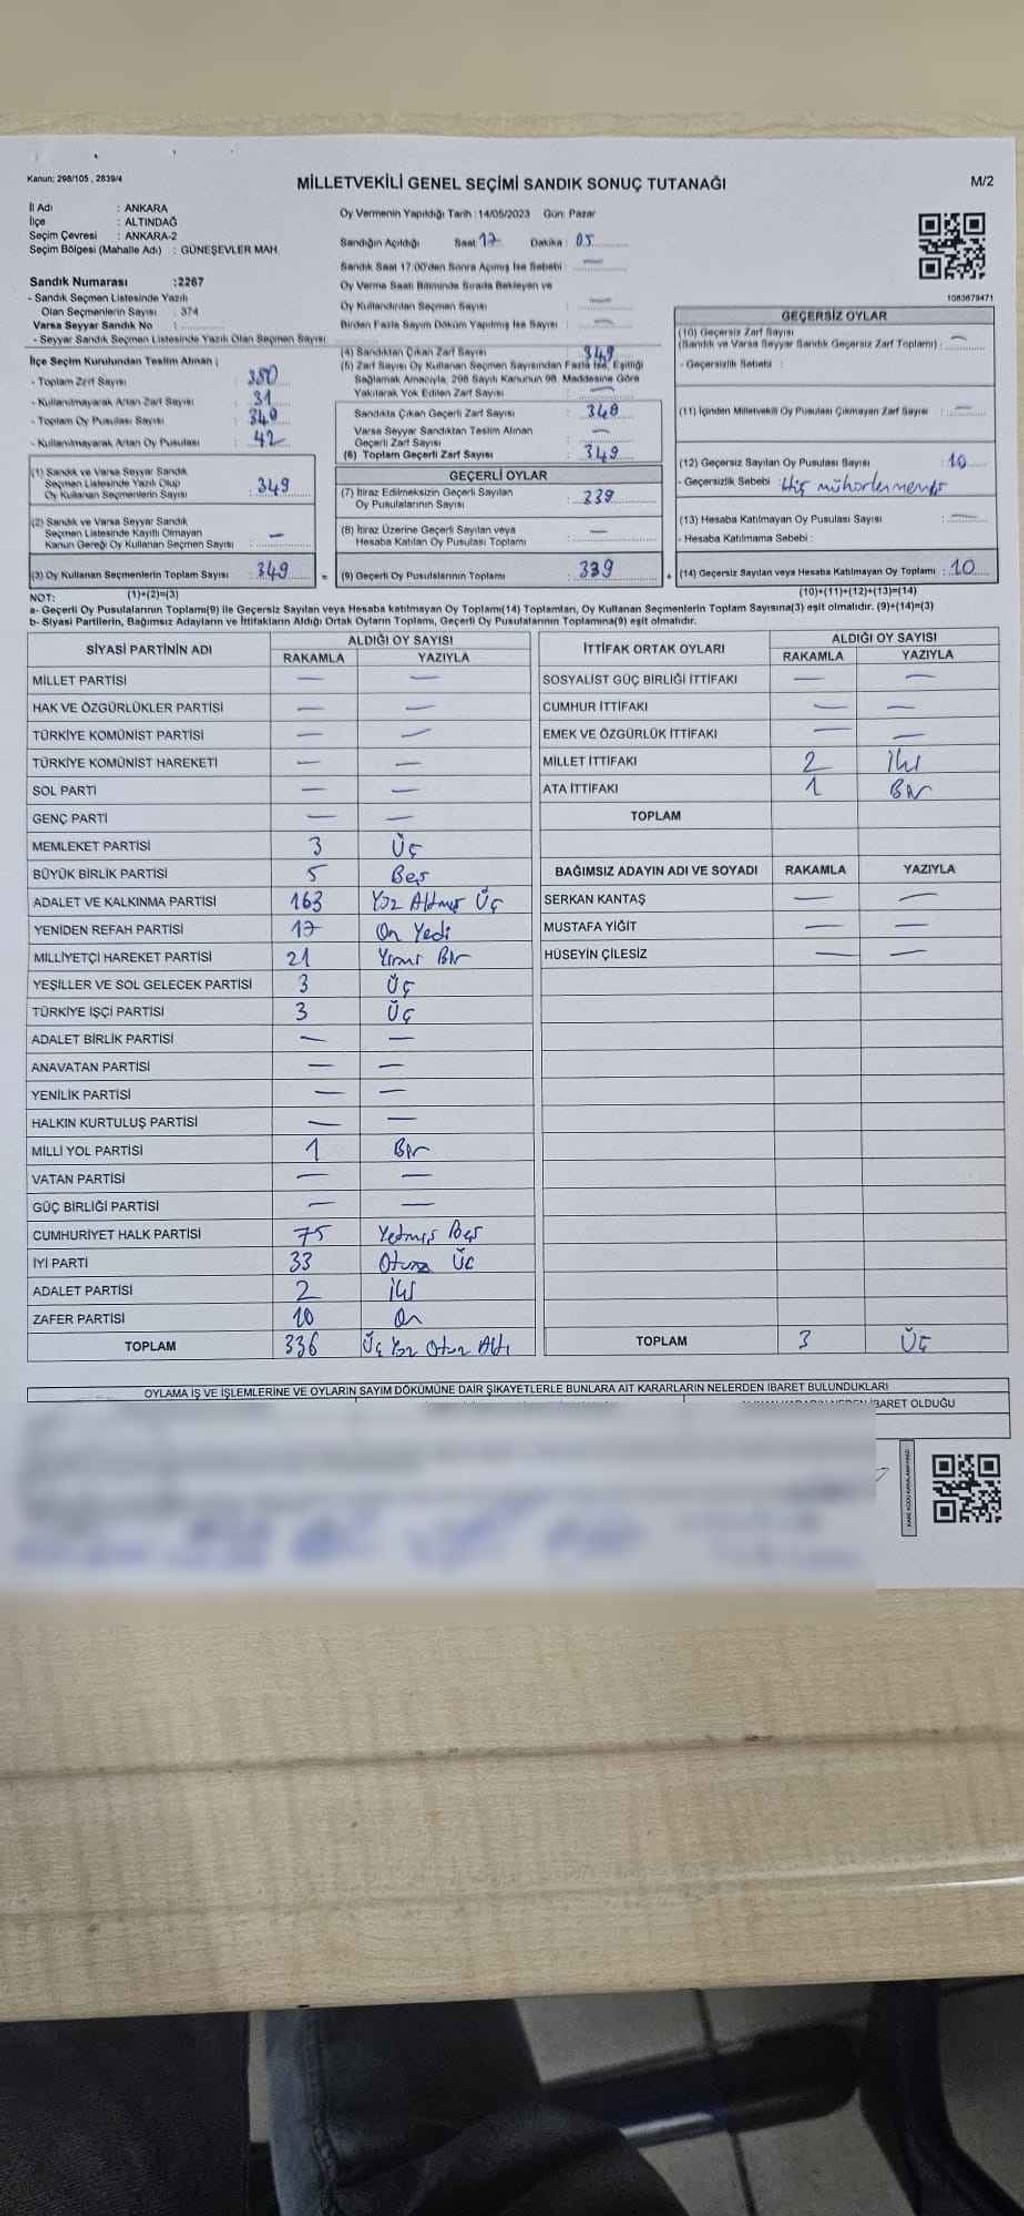 Kanun: 298/105 , 2839/4
MİLLETVEKİLİ GENEL SEÇİMİ SANDIK SONUÇ TUTANAĞI
M/2
İl Adı : ANKARA
İlçe : ALTINDAĞ
Seçim Çevresi : ANKARA-2
Seçim Bölgesi (Mahalle Adı) : GÜNEŞEVLER MAH.
Sandık Numarası :2267
- Sandık Seçmen Listesinde Yazılı
Olan Seçmenlerin Sayısı : 374
Varsa Seyyar Sandık No :
- Seyyar Sandık Seçmen Listesinde Yazılı Olan Seçmen Sayısı
İlçe Seçim Kurulundan Teslim Alınan ;
- Toplam Zarf Sayısı : 380
- Kullanılmayarak Artan Zarf Sayısı : 31
- Toplam Oy Pusulası Sayısı :
- Kullanılmayarak Artan Oy Pusulası : 42
(1) Sandık ve Varsa Seyyar Sandık
Seçmen Listesinde Yazılı Olup
Oy Kullanan Seçmenlerin Sayısı : 349
(2) Sandık ve Varsa Seyyar Sandık
Seçmen Listesinde Kayıtlı Olmayan
Kanun Gereği Oy Kullanan Seçmen Sayısı : —
(3) Oy Kullanan Seçmenlerin Toplam Sayısı : 349
Oy Vermenin Yapıldığı Tarih : 14/05/2023 Gün: Pazar
Sandığın Açıldığı Saat 17 Dakika : 05
Sandık Saat 17:00'den Sonra Açılmış İse Sebebi : —
Oy Verme Saati Bitiminde Sırada Bekleyen ve
Oy Kullandırılan Seçmen Sayısı : —
Birden Fazla Sayım Döküm Yapılmış İse Sayısı : —
(4) Sandıktan Çıkan Zarf Sayısı : 349
(5) Zarf Sayısı Oy Kullanan Seçmen Sayısından Fazla İse, Eşitliği
Sağlamak Amacıyla, 298 Sayılı Kanunun 98. Maddesine Göre
Yakılarak Yok Edilen Zarf Sayısı : —
Sandıkta Çıkan Geçerli Zarf Sayısı :
Varsa Seyyar Sandıktan Teslim Alınan
Geçerli Zarf Sayısı : —
(6) Toplam Geçerli Zarf Sayısı : 349
GEÇERLİ OYLAR
(7) İtiraz Edilmeksizin Geçerli Sayılan
Oy Pusulalarının Sayısı : 339
(8) İtiraz Üzerine Geçerli Sayılan veya
Hesaba Katılan Oy Pusulası Toplamı : —
= (9) Geçerli Oy Pusulalarının Toplamı : 339
1083679471
GEÇERSİZ OYLAR
(10) Geçersiz Zarf Sayısı
(Sandık ve Varsa Seyyar Sandık Geçersiz Zarf Toplamı) : —
- Geçersizlik Sebebi :
(11) İçinden Milletvekili Oy Pusulası Çıkmayan Zarf Sayısı : —
(12) Geçersiz Sayılan Oy Pusulası Sayısı : 10
- Geçersizlik Sebebi : Hiç mühürlenmemiş
(13) Hesaba Katılmayan Oy Pusulası Sayısı : —
- Hesaba Katılmama Sebebi :
+ (14) Geçersiz Sayılan veya Hesaba Katılmayan Oy Toplamı : 10
NOT: (1)+(2)=(3) (10)+(11)+(12)+(13)=(14)
a- Geçerli Oy Pusulalarının Toplamı(9) ile Geçersiz Sayılan veya Hesaba katılmayan Oy Toplamı(14) Toplamları, Oy Kullanan Seçmenlerin Toplam Sayısına(3) eşit olmalıdır. (9)+(14)=(3)
b- Siyasi Partilerin, Bağımsız Adayların ve İttifakların Aldığı Ortak Oyların Toplamı, Geçerli Oy Pusulalarının Toplamına(9) eşit olmalıdır.
SİYASİ PARTİNİN ADI ALDIĞI OY SAYISI
RAKAMLA YAZIYLA
MİLLET PARTİSİ — —
HAK VE ÖZGÜRLÜKLER PARTİSİ — —
TÜRKİYE KOMÜNİST PARTİSİ — —
TÜRKİYE KOMÜNİST HAREKETİ — —
SOL PARTİ — —
GENÇ PARTİ — —
MEMLEKET PARTİSİ 3 Üç
BÜYÜK BİRLİK PARTİSİ 5 Beş
ADALET VE KALKINMA PARTİSİ 163 Yüz Altmış Üç
YENİDEN REFAH PARTİSİ 17 On Yedi
MİLLİYETÇİ HAREKET PARTİSİ 21 Yirmi Bir
YEŞİLLER VE SOL GELECEK PARTİSİ 3 Üç
TÜRKİYE İŞÇİ PARTİSİ 3 Üç
ADALET BİRLİK PARTİSİ — —
ANAVATAN PARTİSİ — —
YENİLİK PARTİSİ — —
HALKIN KURTULUŞ PARTİSİ — —
MİLLİ YOL PARTİSİ 1 Bir
VATAN PARTİSİ — —
GÜÇ BİRLİĞİ PARTİSİ — —
CUMHURİYET HALK PARTİSİ 75 Yetmiş Beş
İYİ PARTİ 33 Otuz Üç
ADALET PARTİSİ 2 İki
ZAFER PARTİSİ 10 On
TOPLAM 336 Üç Yüz Otuz Altı
İTTİFAK ORTAK OYLARI ALDIĞI OY SAYISI
RAKAMLA YAZIYLA
SOSYALİST GÜÇ BİRLİĞİ İTTİFAKI — —
CUMHUR İTTİFAKI — —
EMEK VE ÖZGÜRLÜK İTTİFAKI — —
MİLLET İTTİFAKI 2 İki
ATA İTTİFAKI 1 Bir
TOPLAM
BAĞIMSIZ ADAYIN ADI VE SOYADI RAKAMLA YAZIYLA
SERKAN KANTAŞ — —
MUSTAFA YİĞİT — —
HÜSEYİN ÇİLESİZ — —
TOPLAM 3 Üç
OYLAMA İŞ VE İŞLEMLERİNE VE OYLARIN SAYIM DÖKÜMÜNE DAİR ŞİKAYETLERLE BUNLARA AİT KARARLARIN NELERDEN İBARET BULUNDUKLARI
İBARET OLDUĞU